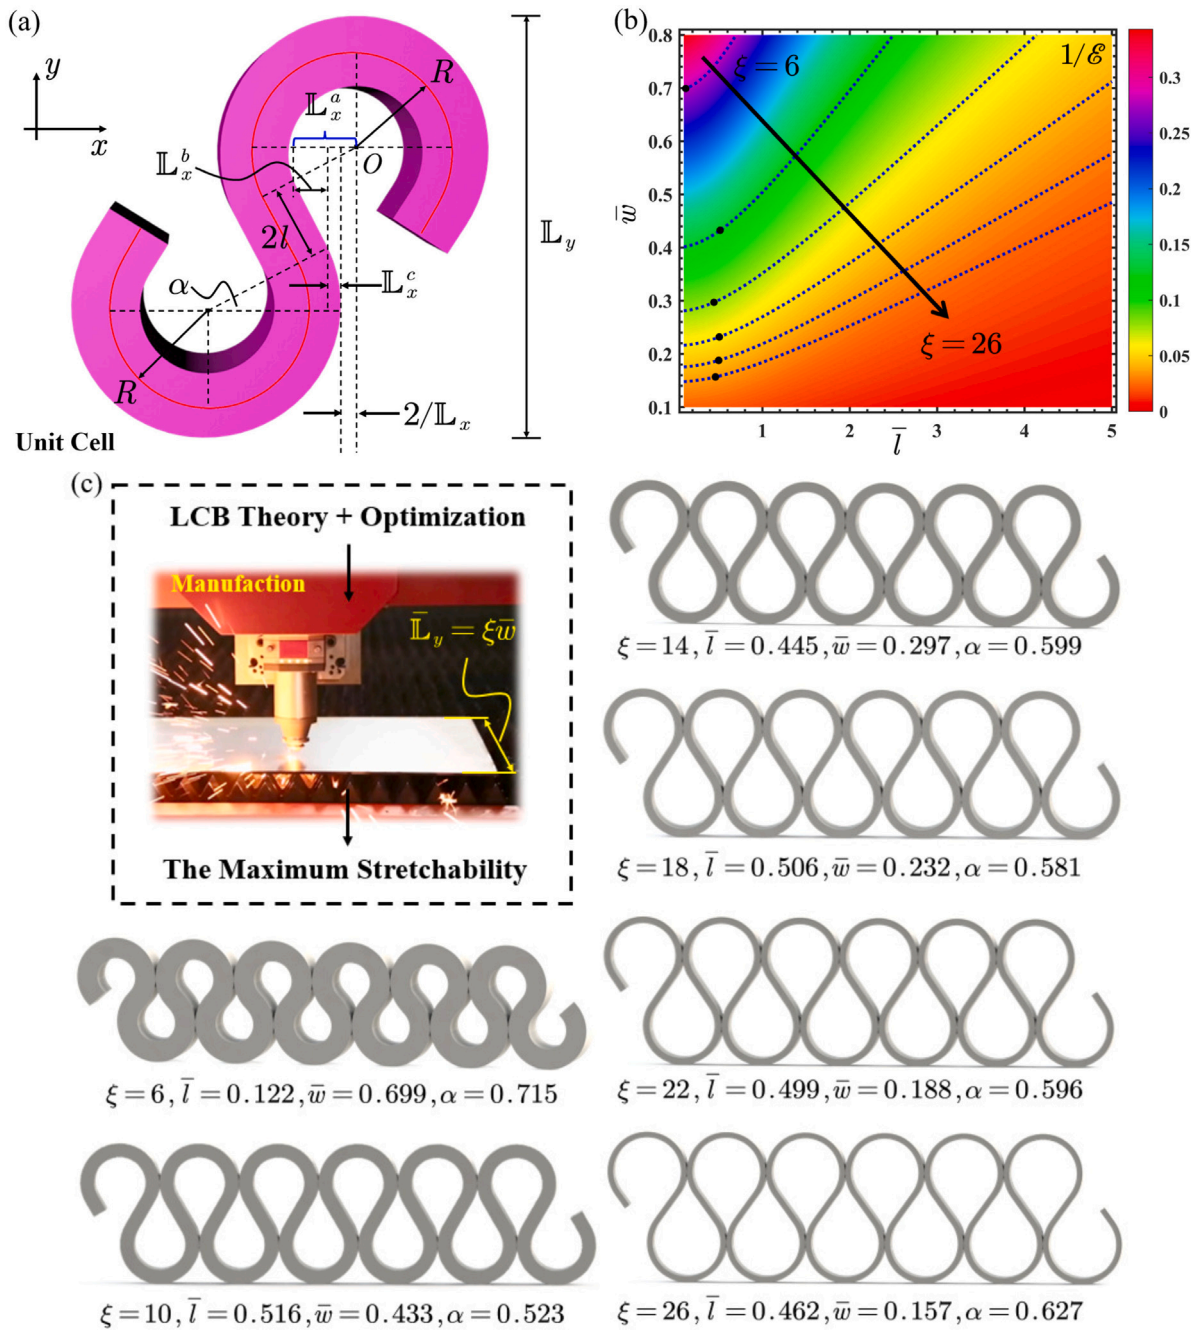 (a)
y
x
R
𝕃ₓᵃ
𝕃ₓᵇ
O
2l
𝕃_y
𝕃ₓᶜ
α
R
2/𝕃ₓ
Unit Cell
(b)
1/ℰ
ξ = 6
ξ = 26
w̄
0.8
0.7
0.6
0.5
0.4
0.3
0.2
0.1
1
2
3
4
5
l̄
0.3
0.25
0.2
0.15
0.1
0.05
0
(c)
LCB Theory + Optimization
Manufaction
𝕃̄_y = ξw̄
The Maximum Stretchability
ξ = 6, l̄ = 0.122, w̄ = 0.699, α = 0.715
ξ = 10, l̄ = 0.516, w̄ = 0.433, α = 0.523
ξ = 14, l̄ = 0.445, w̄ = 0.297, α = 0.599
ξ = 18, l̄ = 0.506, w̄ = 0.232, α = 0.581
ξ = 22, l̄ = 0.499, w̄ = 0.188, α = 0.596
ξ = 26, l̄ = 0.462, w̄ = 0.157, α = 0.627